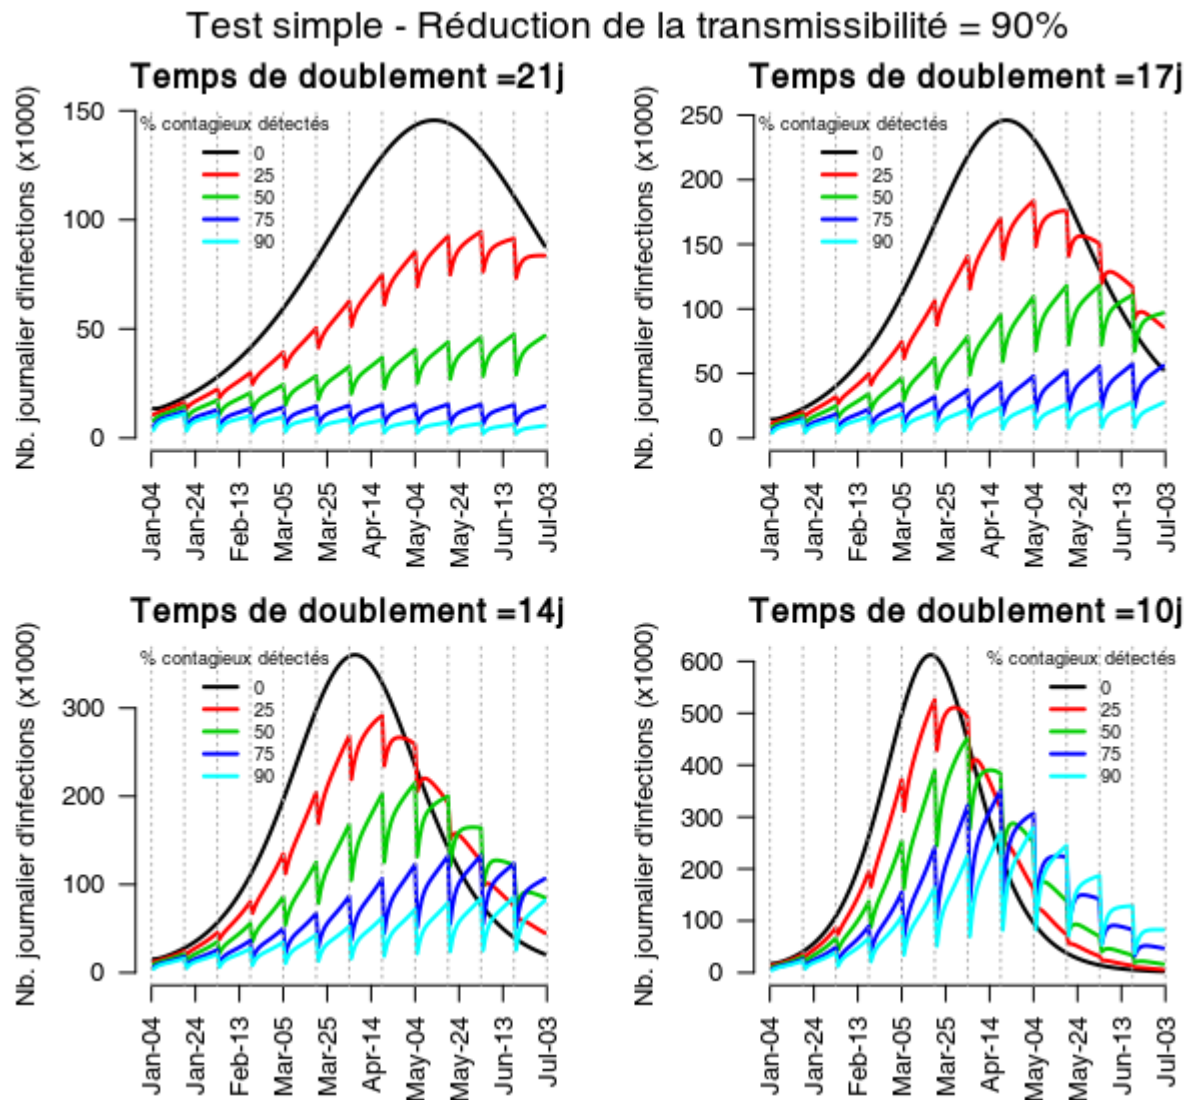 Test simple - Réduction de la transmissibilité = 90%
Temps de doublement =21j
Nb. journalier d'infections (x1000)
150
100
50
0
% contagieux détectés
0
25
50
75
90
Jan-04
Jan-24
Feb-13
Mar-05
Mar-25
Apr-14
May-04
May-24
Jun-13
Jul-03
Temps de doublement =17j
Nb. journalier d'infections (x1000)
250
200
150
100
50
0
% contagieux détectés
0
25
50
75
90
Jan-04
Jan-24
Feb-13
Mar-05
Mar-25
Apr-14
May-04
May-24
Jun-13
Jul-03
Temps de doublement =14j
Nb. journalier d'infections (x1000)
300
200
100
0
% contagieux détectés
0
25
50
75
90
Jan-04
Jan-24
Feb-13
Mar-05
Mar-25
Apr-14
May-04
May-24
Jun-13
Jul-03
Temps de doublement =10j
Nb. journalier d'infections (x1000)
600
500
400
300
200
100
0
% contagieux détectés
0
25
50
75
90
Jan-04
Jan-24
Feb-13
Mar-05
Mar-25
Apr-14
May-04
May-24
Jun-13
Jul-03